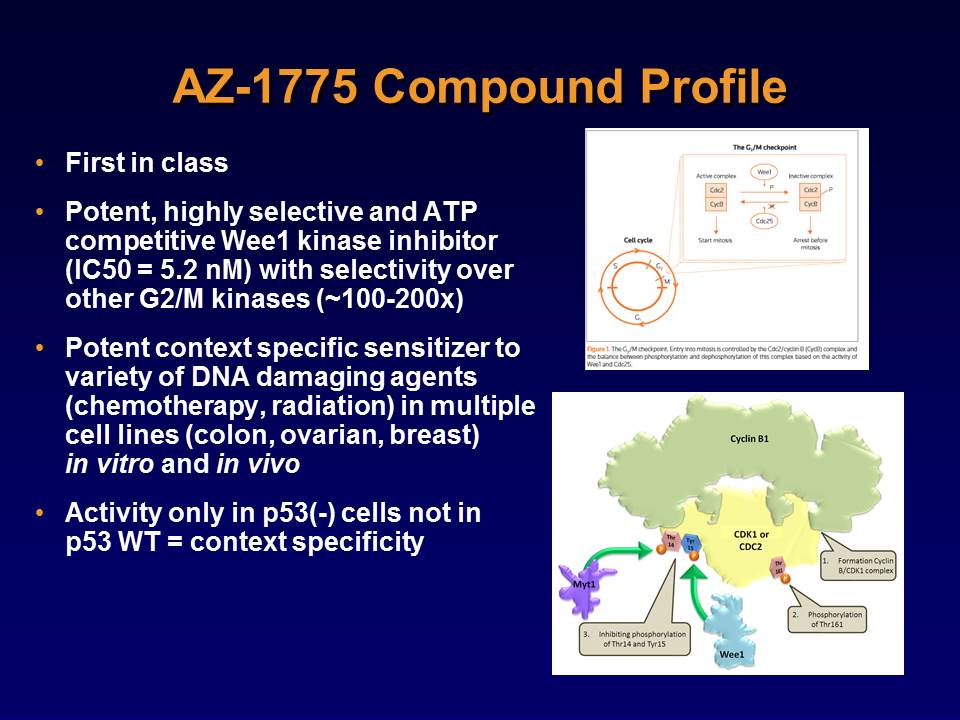 AZ-1775 Compound Profile
• First in class
• Potent, highly selective and ATP
competitive Wee1 kinase inhibitor
(IC50 = 5.2 nM) with selectivity over
other G2/M kinases (~100-200x)
• Potent context specific sensitizer to
variety of DNA damaging agents
(chemotherapy, radiation) in multiple
cell lines (colon, ovarian, breast)
in vitro and in vivo
• Activity only in p53(-) cells not in
p53 WT = context specificity
The G₂/M checkpoint
Active complex
Wee1
Inactive complex
Cdc2
CycB
P
Cdc2
CycB
P
Cdc25
Start mitosis
Arrest before
mitosis
Cell cycle
S
G₂
M
G₁
Figure 1. The G₂/M checkpoint. Entry into mitosis is controlled by the Cdc2/cyclin B (CycB) complex and
the balance between phosphorylation and dephosphorylation of this complex based on the activity of
Wee1 and Cdc25.
Cyclin B1
CDK1 or
CDC2
Thr
14
Tyr
15
P
P
Thr
161
P
Myt1
Wee1
1. Formation Cyclin
B/CDK1 complex
2. Phosphorylation
of Thr161
3. Inhibiting phosphorylation
of Thr14 and Tyr15